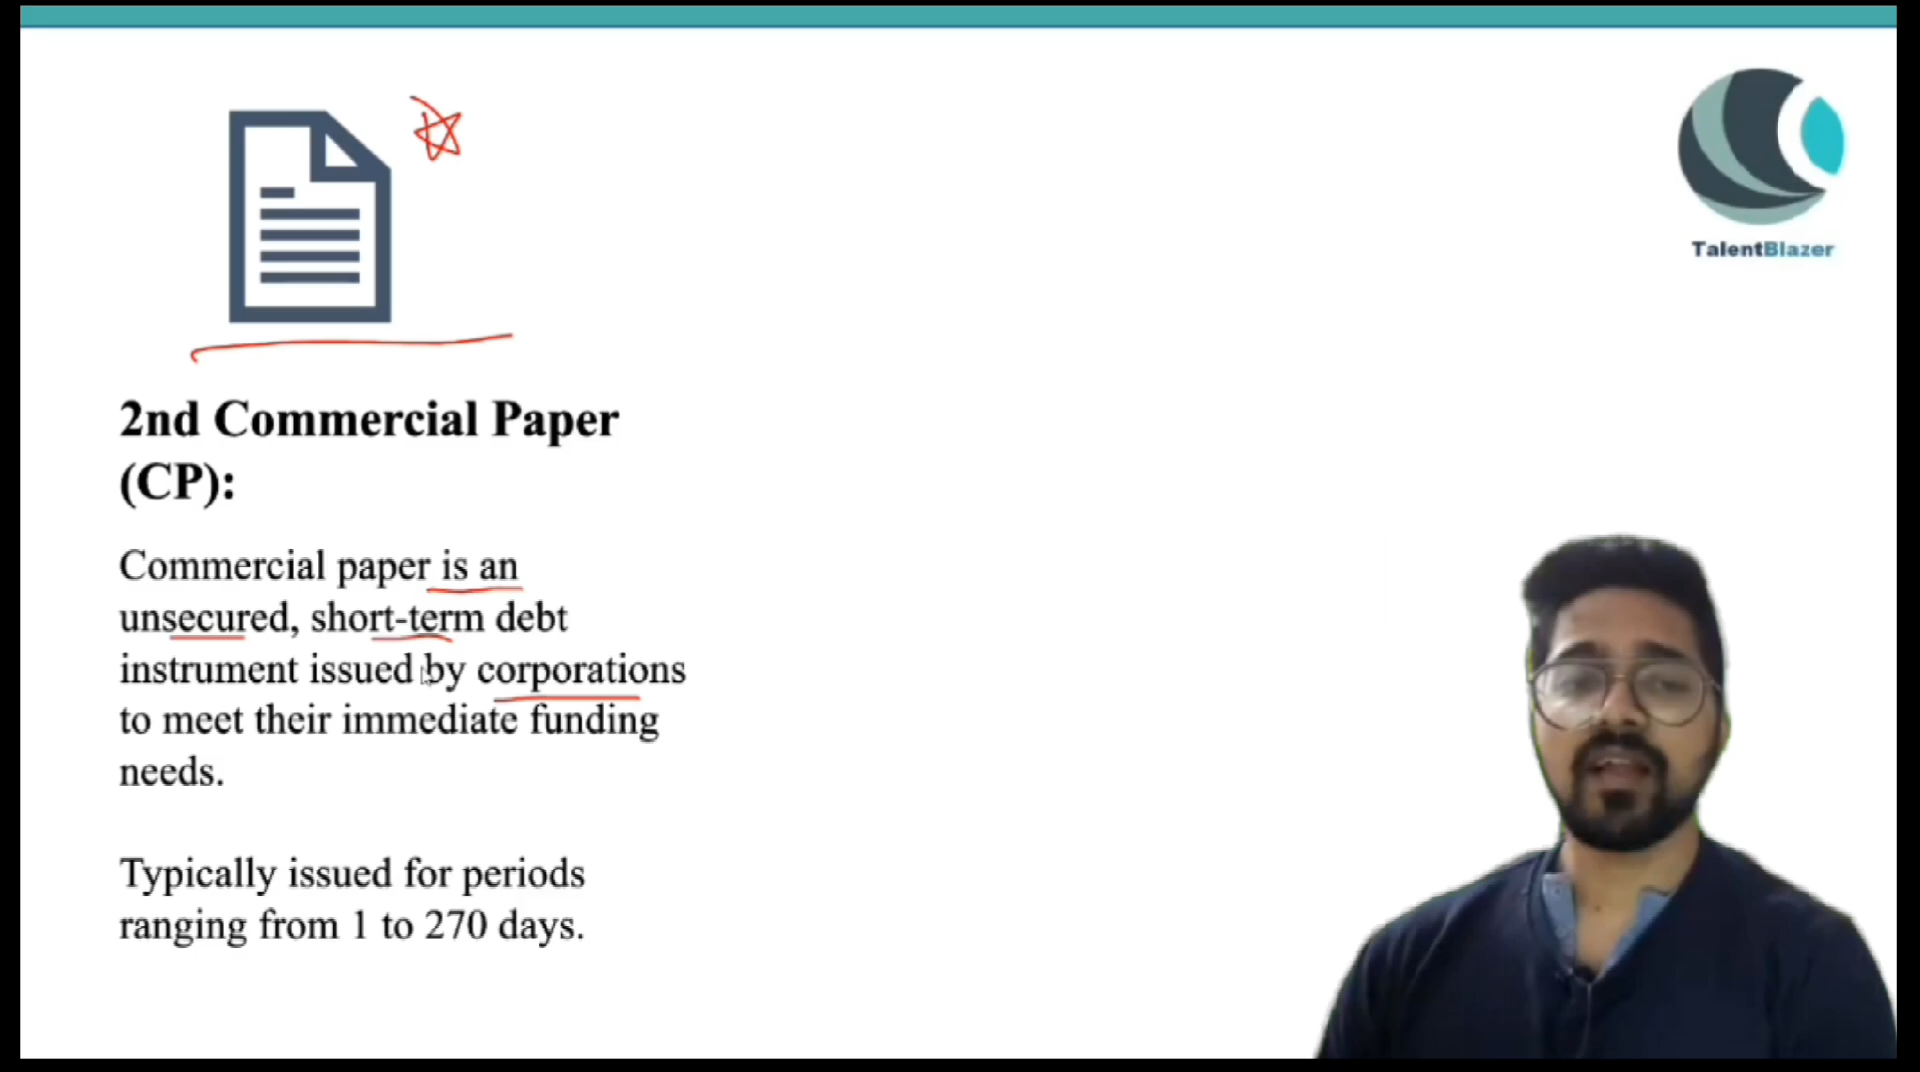 TalentBlazer
2nd Commercial Paper
(CP):
Commercial paper is an
unsecured, short-term debt
instrument issued by corporations
to meet their immediate funding
needs.
Typically issued for periods
ranging from 1 to 270 days.